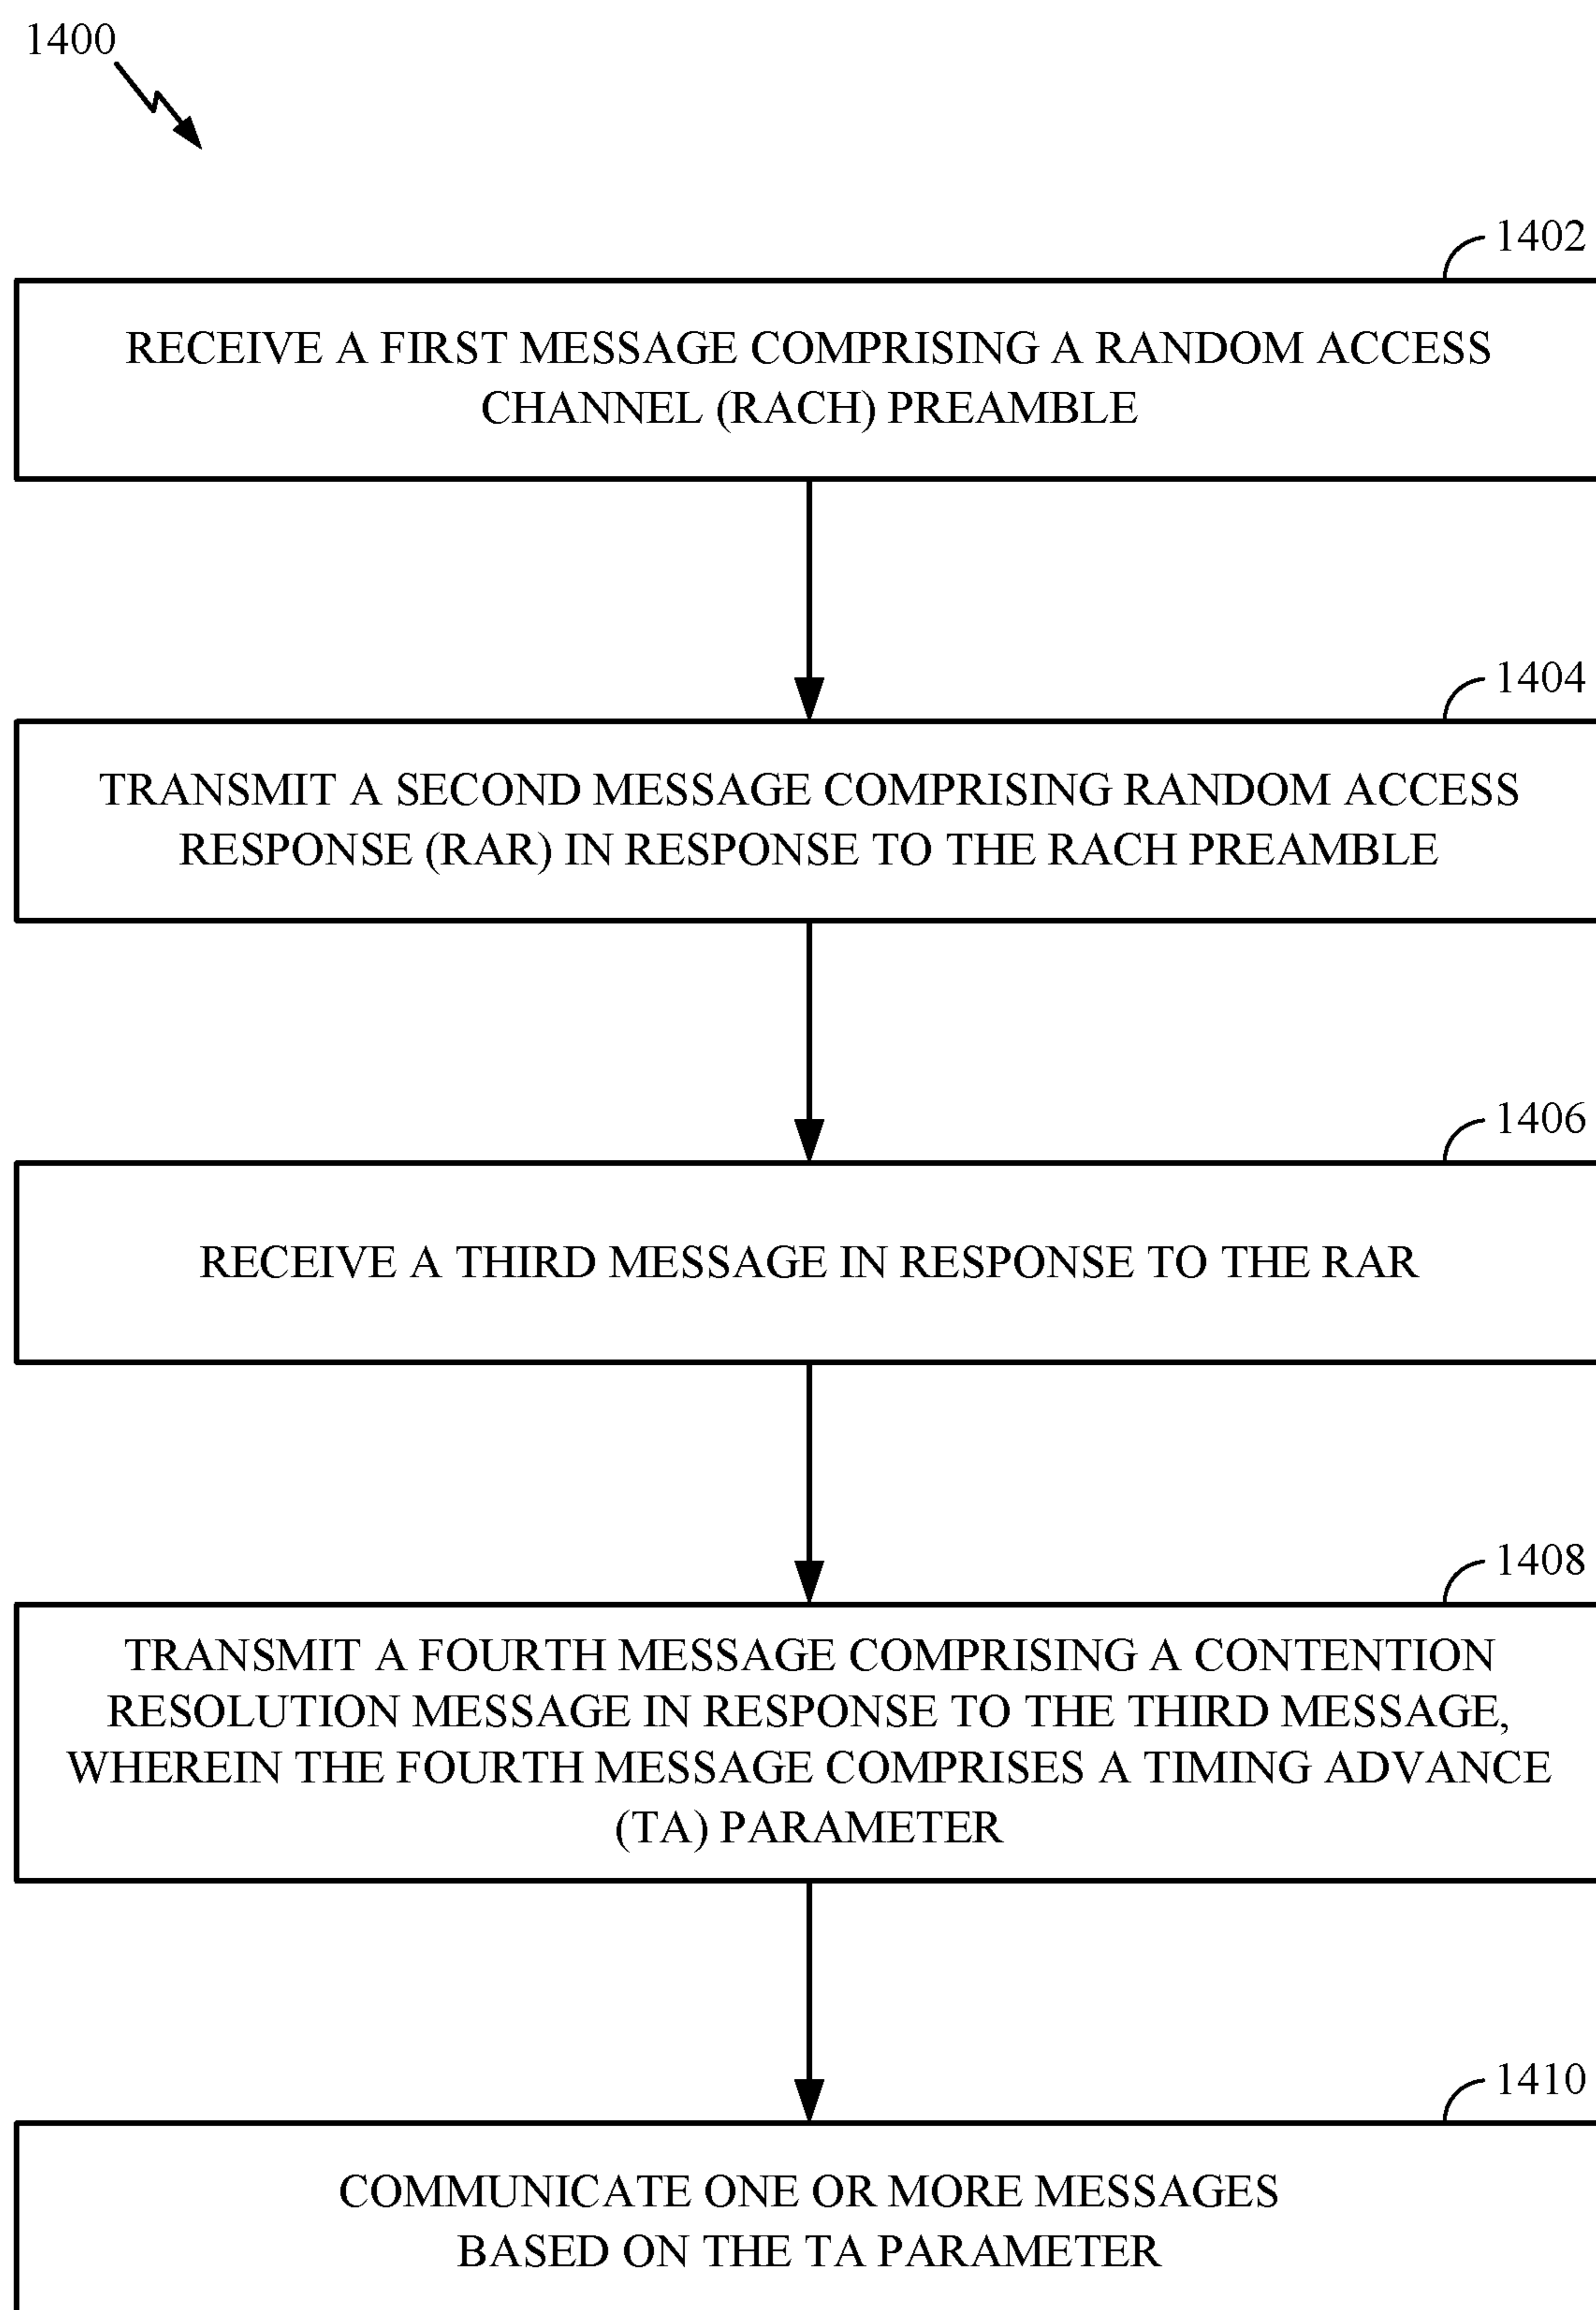 1400
1402
RECEIVE A FIRST MESSAGE COMPRISING A RANDOM ACCESS
CHANNEL (RACH) PREAMBLE
1404
TRANSMIT A SECOND MESSAGE COMPRISING RANDOM ACCESS
RESPONSE (RAR) IN RESPONSE TO THE RACH PREAMBLE
1406
RECEIVE A THIRD MESSAGE IN RESPONSE TO THE RAR
1408
TRANSMIT A FOURTH MESSAGE COMPRISING A CONTENTION
RESOLUTION MESSAGE IN RESPONSE TO THE THIRD MESSAGE,
WHEREIN THE FOURTH MESSAGE COMPRISES A TIMING ADVANCE
(TA) PARAMETER
1410
COMMUNICATE ONE OR MORE MESSAGES
BASED ON THE TA PARAMETER